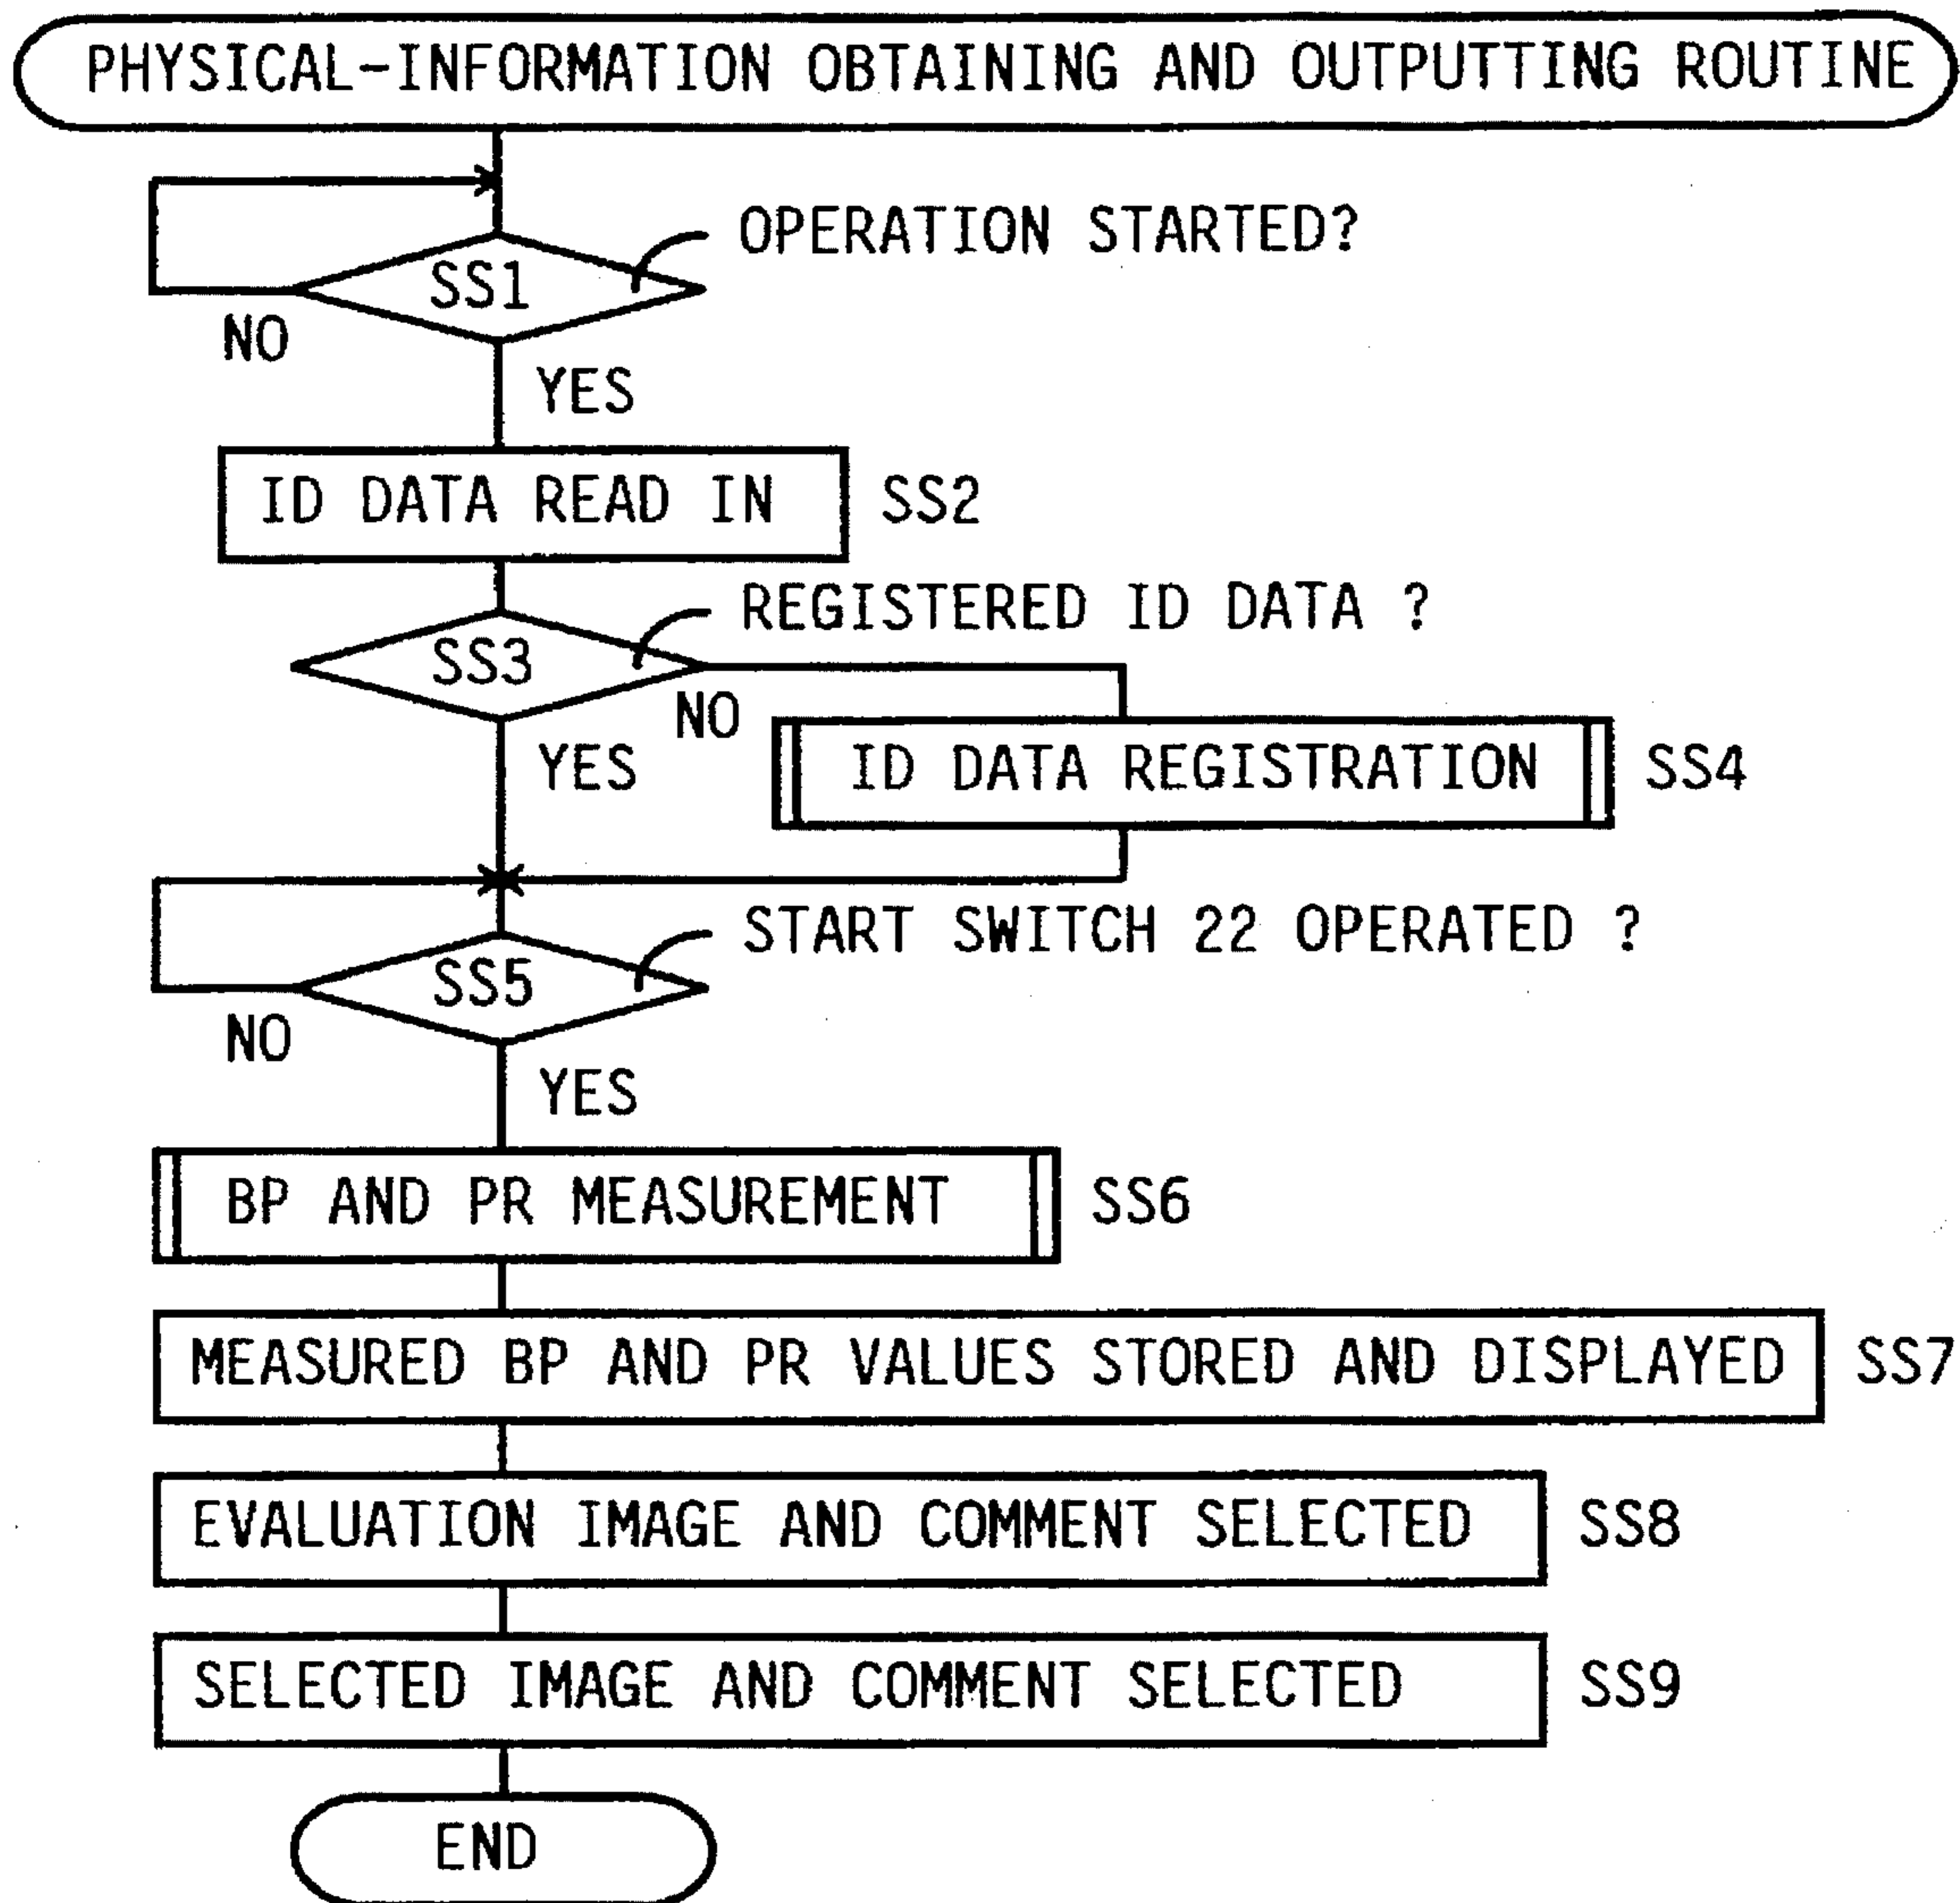 PHYSICAL-INFORMATION OBTAINING AND OUTPUTTING ROUTINE
OPERATION STARTED?
SS1
NO
YES
ID DATA READ IN SS2
REGISTERED ID DATA ?
SS3
NO
YES
ID DATA REGISTRATION SS4
START SWITCH 22 OPERATED ?
SS5
NO
YES
BP AND PR MEASUREMENT SS6
MEASURED BP AND PR VALUES STORED AND DISPLAYED SS7
EVALUATION IMAGE AND COMMENT SELECTED SS8
SELECTED IMAGE AND COMMENT SELECTED SS9
END